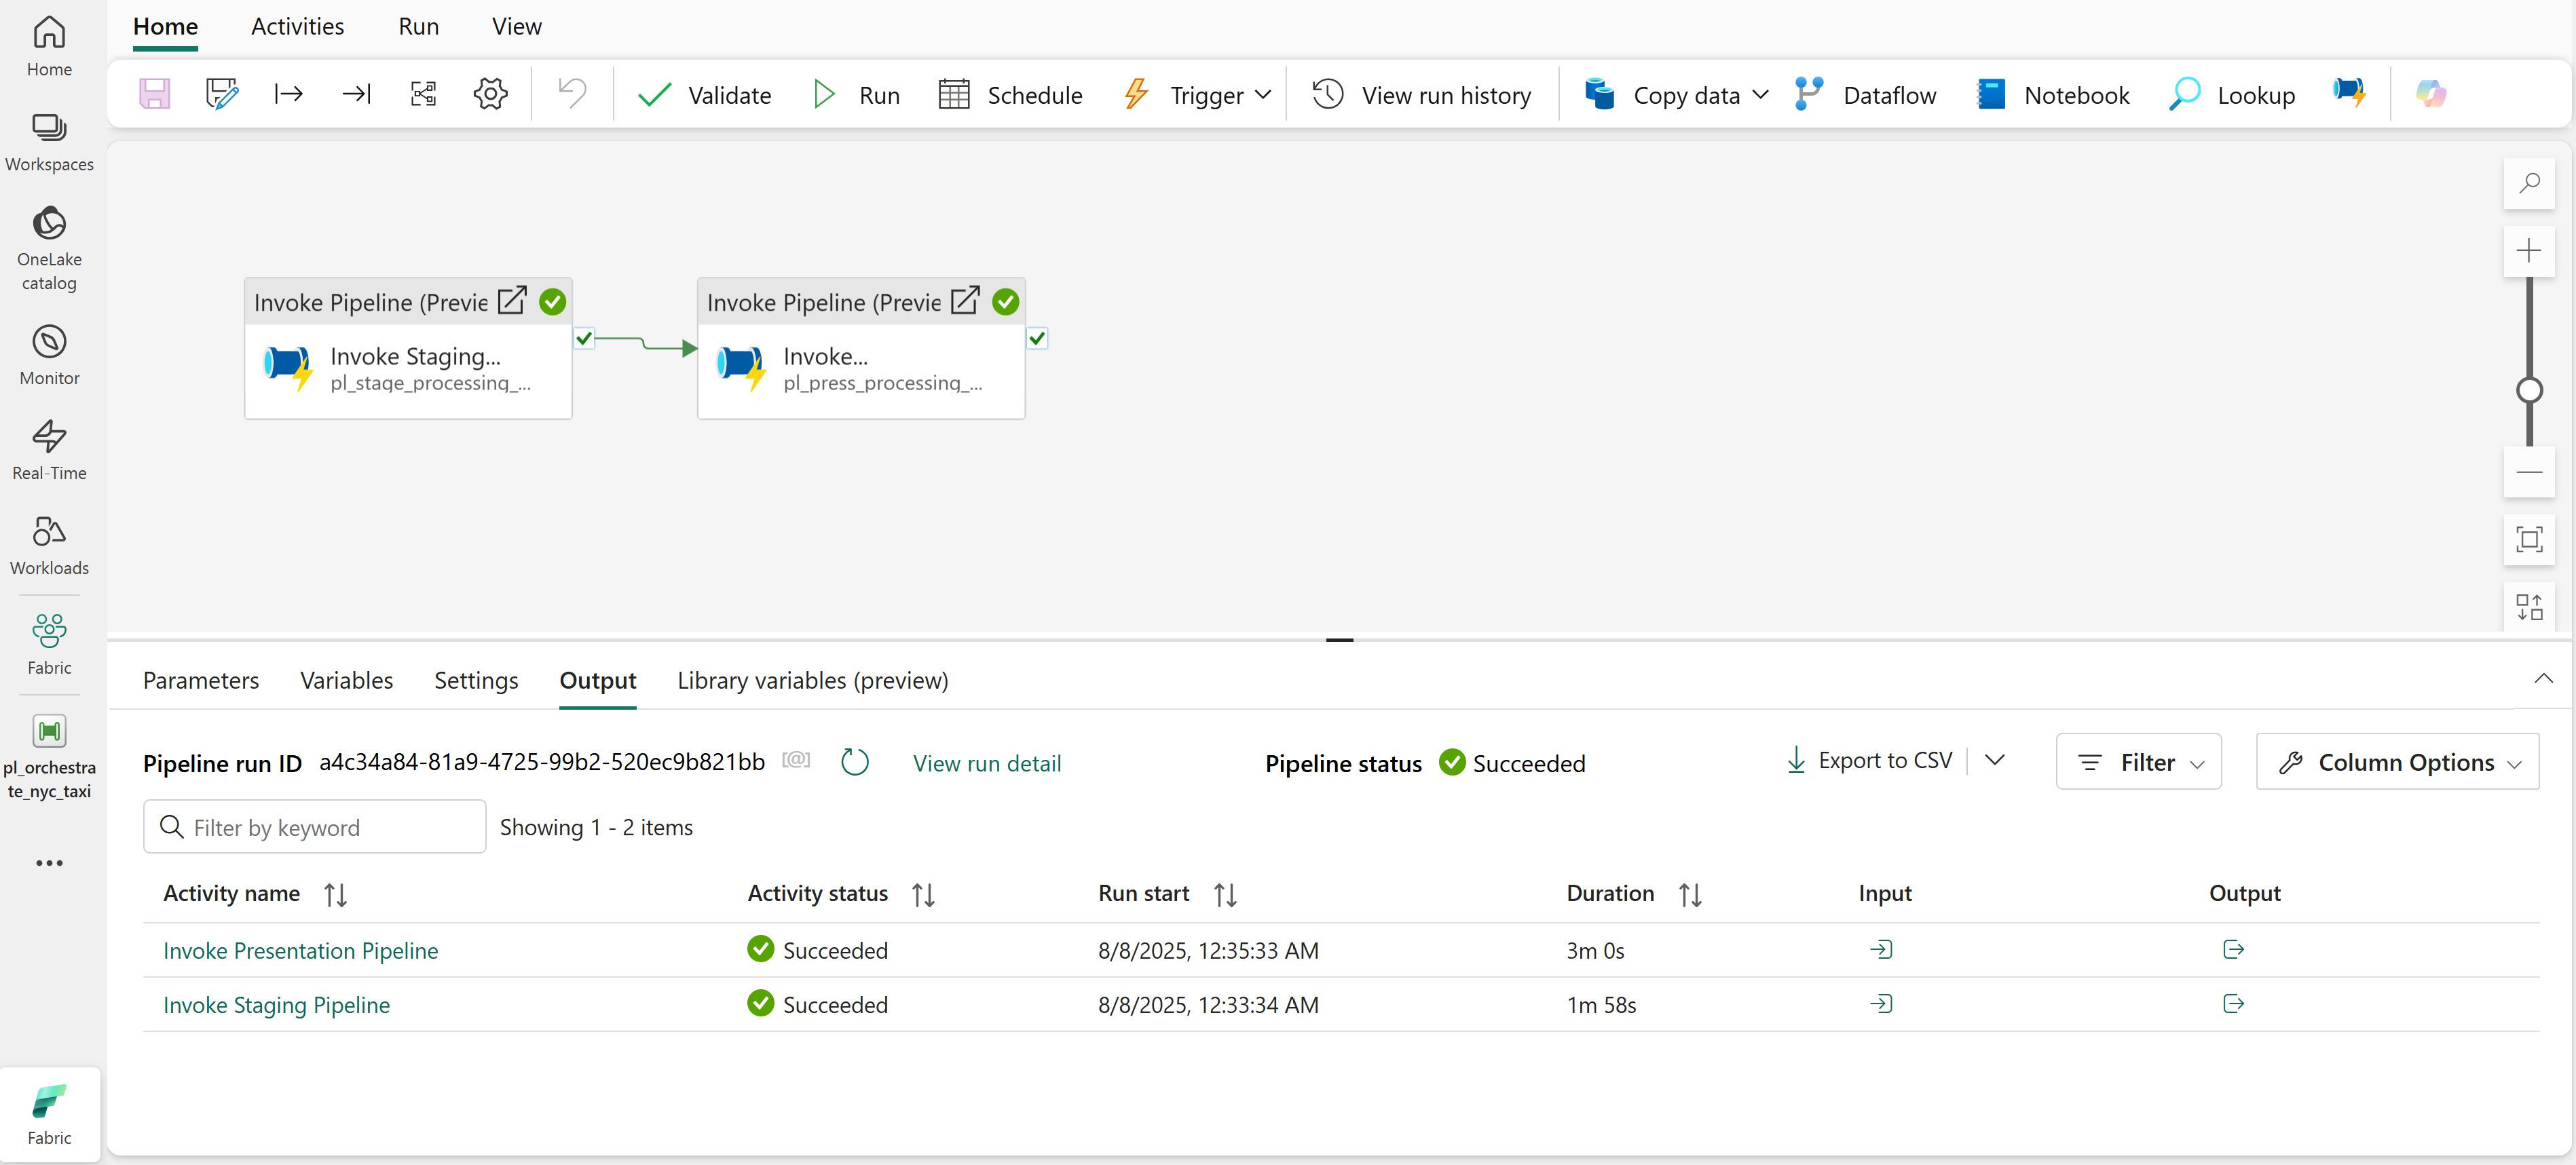 Home
Activities
Run
View
Home
Workspaces
OneLake
catalog
Monitor
Real-Time
Workloads
Fabric
pl_orchestra
te_nyc_taxi
Fabric
Validate
Run
Schedule
Trigger
View run history
Copy data
Dataflow
Notebook
Lookup
Invoke Pipeline (Previe
Invoke Staging...
pl_stage_processing_...
Invoke Pipeline (Previe
Invoke...
pl_press_processing_...
Parameters
Variables
Settings
Output
Library variables (preview)
Pipeline run ID a4c34a84-81a9-4725-99b2-520ec9b821bb [@]
View run detail
Pipeline status Succeeded
Export to CSV
Filter
Column Options
Filter by keyword
Showing 1 - 2 items
Activity name Activity status Run start Duration Input Output
Invoke Presentation Pipeline Succeeded 8/8/2025, 12:35:33 AM 3m 0s
Invoke Staging Pipeline Succeeded 8/8/2025, 12:33:34 AM 1m 58s